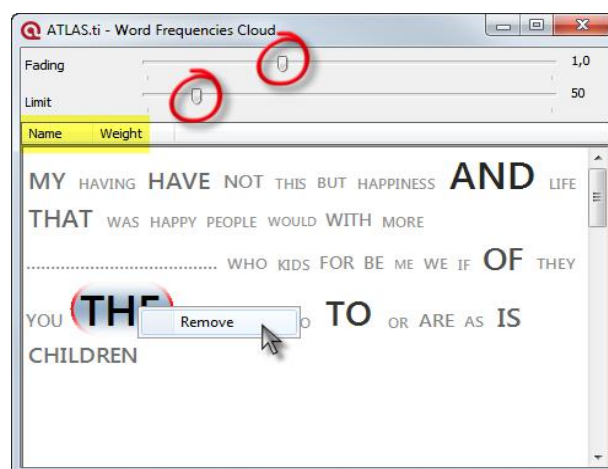 ATLAS.ti - Word Frequencies Cloud
Fading 1,0
Limit 50
Name Weight
MY HAVING HAVE NOT THIS BUT HAPPINESS AND LIFE
THAT WAS HAPPY PEOPLE WOULD WITH MORE
........................................ WHO KIDS FOR BE ME WE IF OF THEY
YOU THE Remove TO OR ARE AS IS
CHILDREN